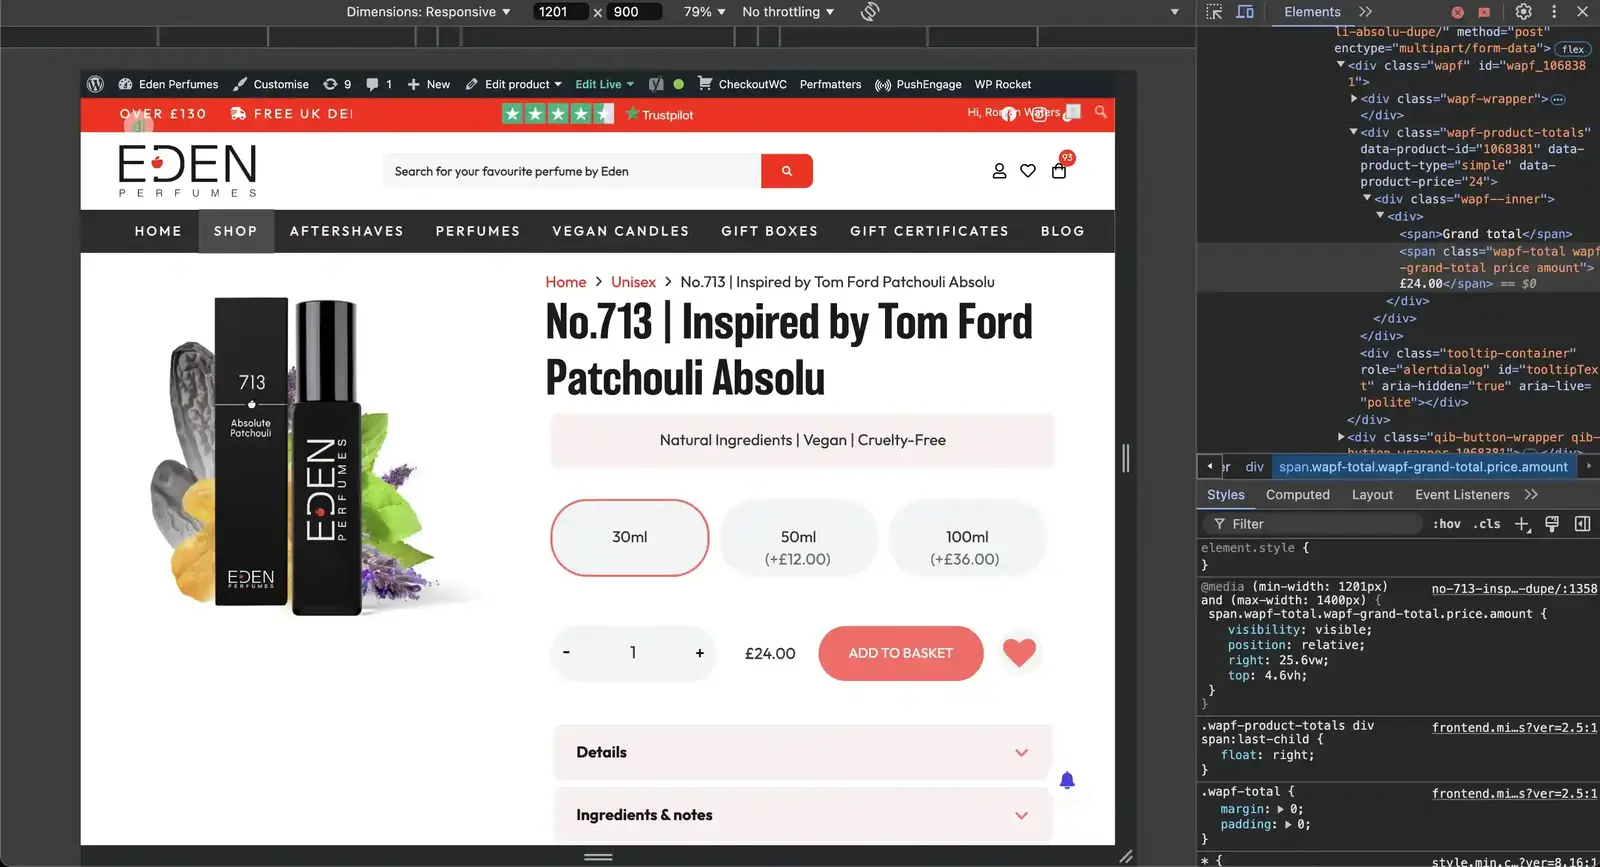 Dimensions: Responsive
1201 × 900
79%
No throttling
Eden Perfumes
Customise
9
1
New
Edit product
Edit Live
CheckoutWC
Perfmatters
PushEngage
WP Rocket
OVER £130
FREE UK DEI
Trustpilot
EDEN
PERFUMES
Search for your favourite perfume by Eden
93
HOME
SHOP
AFTERSHAVES
PERFUMES
VEGAN CANDLES
GIFT BOXES
GIFT CERTIFICATES
BLOG
Home > Unisex > No.713 | Inspired by Tom Ford Patchouli Absolu
No.713 | Inspired by Tom Ford
Patchouli Absolu
713
Absolute
Patchouli
EDEN
PERFUMES
EDEN
PERFUMES
Natural Ingredients | Vegan | Cruelty-Free
30ml
50ml
(+£12.00)
100ml
(+£36.00)
-
1
+
£24.00
ADD TO BASKET
Details
Ingredients & notes
Elements
li-absolu-dupe/" method="post"
enctype="multipart/form-data">
flex
<div class="wapf" id="wapf_106838
1">
<div class="wapf-wrapper">
</div>
<div class="wapf-product-totals"
data-product-id="1068381" data-
product-type="simple" data-
product-price="24">
<div class="wapf--inner">
<div>
<span>Grand total</span>
<span class="wapf-total wapf
-grand-total price amount">
£24.00</span> == $0
</div>
</div>
</div>
<div class="tooltip-container"
role="alertdialog" id="tooltipTex
t" aria-hidden="true" aria-live=
"polite"></div>
</div>
<div class="qib-button-wrapper qib-
er
div
span.wapf-total.wapf-grand-total.price.amount
Styles
Computed
Layout
Event Listeners
Filter
:hov
.cls
element.style {
}
@media (min-width: 1201px)
no-713-insp…-dupe/:1358
and (max-width: 1400px) {
span.wapf-total.wapf-grand-total.price.amount {
visibility: visible;
position: relative;
right: 25.6vw;
top: 4.6vh;
}
}
.wapf-product-totals div
frontend.mi…s?ver=2.5:1
span:last-child {
float: right;
}
.wapf-total {
frontend.mi…s?ver=2.5:1
margin: 0;
padding: 0;
}
* {
style.min.c…?ver=8.16:1